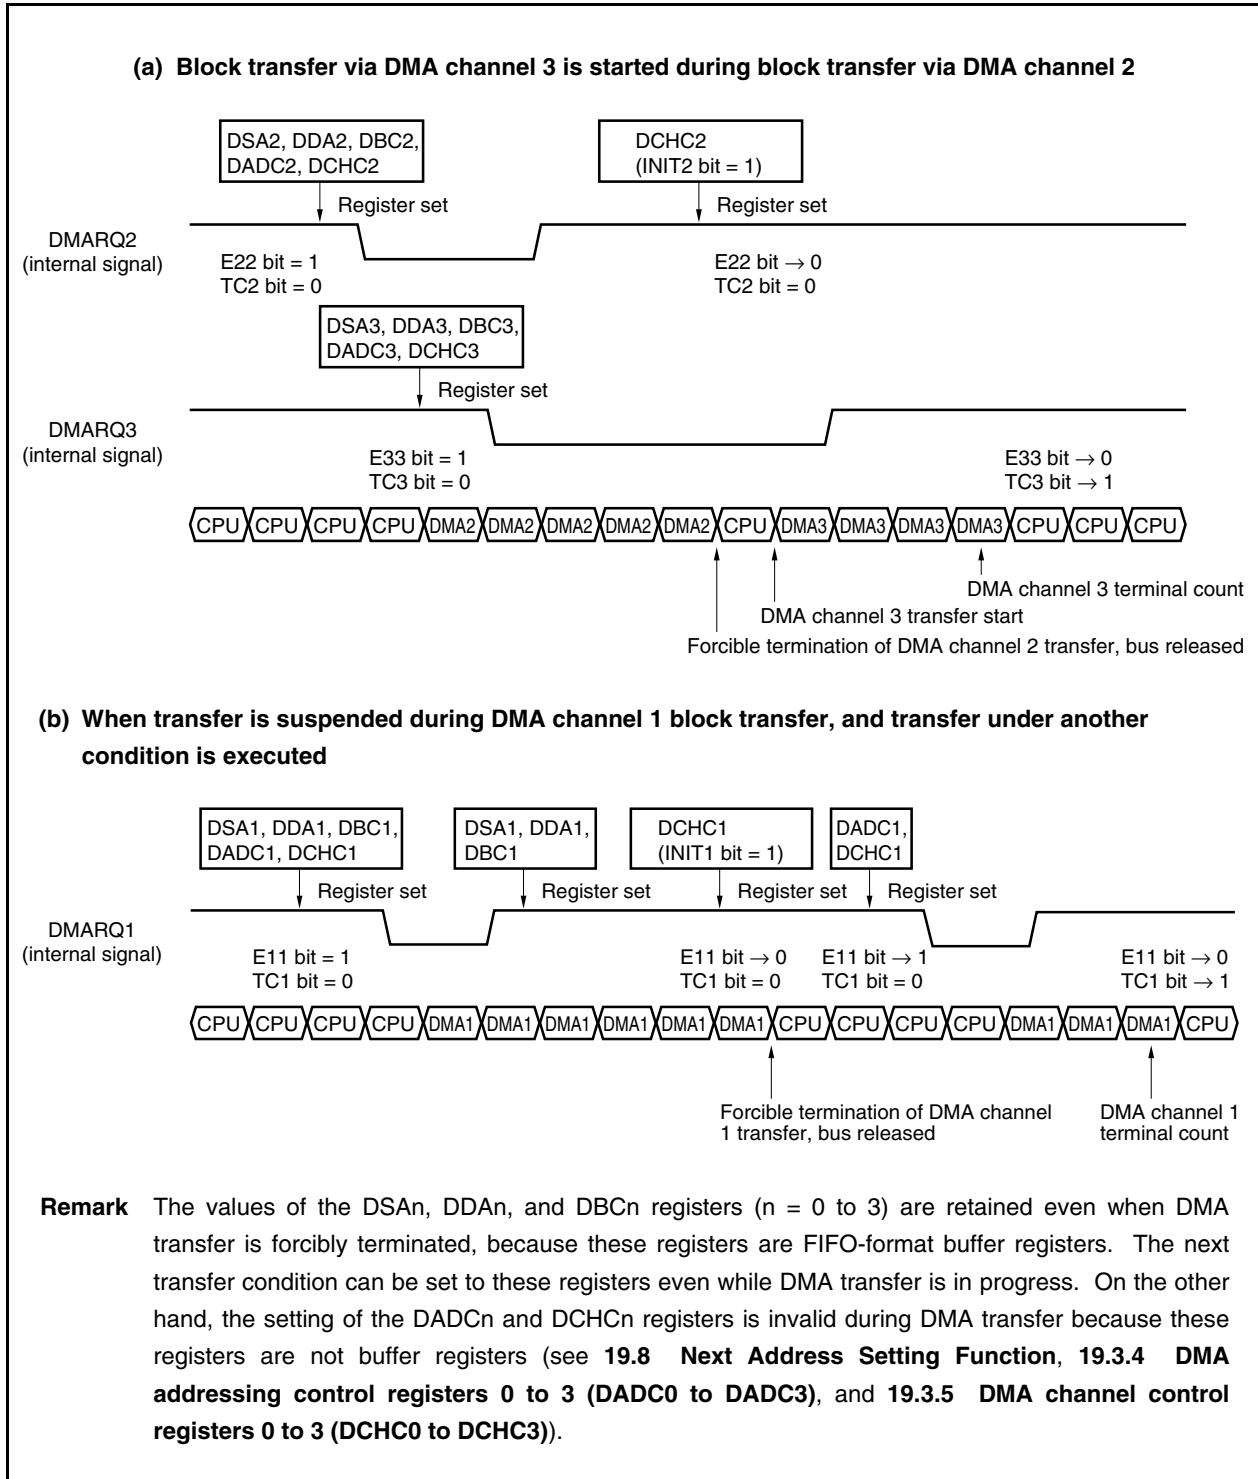 (a) Block transfer via DMA channel 3 is started during block transfer via DMA channel 2
DSA2, DDA2, DBC2,
DADC2, DCHC2
DCHC2
(INIT2 bit = 1)
Register set
Register set
DMARQ2
(internal signal)
E22 bit = 1
TC2 bit = 0
E22 bit → 0
TC2 bit = 0
DSA3, DDA3, DBC3,
DADC3, DCHC3
Register set
DMARQ3
(internal signal)
E33 bit = 1
TC3 bit = 0
E33 bit → 0
TC3 bit → 1
CPU CPU CPU CPU DMA2 DMA2 DMA2 DMA2 DMA2 CPU DMA3 DMA3 DMA3 DMA3 CPU CPU CPU
DMA channel 3 terminal count
DMA channel 3 transfer start
Forcible termination of DMA channel 2 transfer, bus released
(b) When transfer is suspended during DMA channel 1 block transfer, and transfer under another
condition is executed
DSA1, DDA1, DBC1,
DADC1, DCHC1
DSA1, DDA1,
DBC1
DCHC1
(INIT1 bit = 1)
DADC1,
DCHC1
Register set
Register set
Register set
Register set
DMARQ1
(internal signal)
E11 bit = 1
TC1 bit = 0
E11 bit → 0
TC1 bit = 0
E11 bit → 1
TC1 bit = 0
E11 bit → 0
TC1 bit → 1
CPU CPU CPU CPU DMA1 DMA1 DMA1 DMA1 DMA1 DMA1 CPU CPU CPU CPU DMA1 DMA1 DMA1 CPU
Forcible termination of DMA channel
1 transfer, bus released
DMA channel 1
terminal count
Remark The values of the DSAn, DDAn, and DBCn registers (n = 0 to 3) are retained even when DMA
transfer is forcibly terminated, because these registers are FIFO-format buffer registers. The next
transfer condition can be set to these registers even while DMA transfer is in progress. On the other
hand, the setting of the DADCn and DCHCn registers is invalid during DMA transfer because these
registers are not buffer registers (see 19.8 Next Address Setting Function, 19.3.4 DMA
addressing control registers 0 to 3 (DADC0 to DADC3), and 19.3.5 DMA channel control
registers 0 to 3 (DCHC0 to DCHC3)).